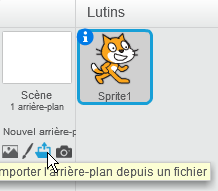 Lutins
Scène
1 arrière-plan
Sprite1
Nouvel arrière-p
mporter l'arrière-plan depuis un fichier